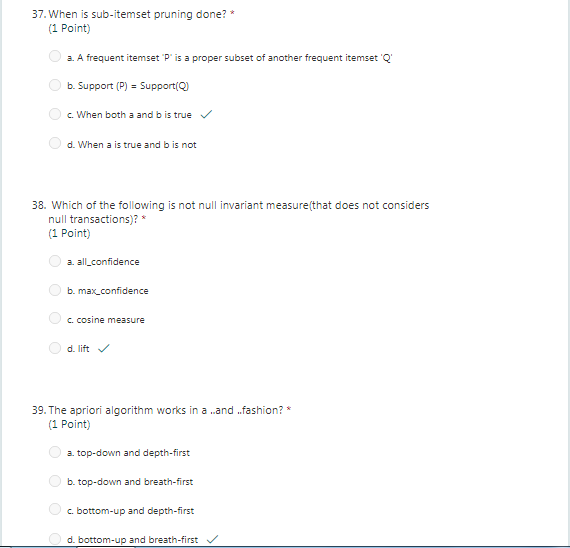 37. When is sub-itemset pruning done? *
(1 Point)
a. A frequent itemset 'P' is a proper subset of another frequent itemset 'Q'
b. Support (P) = Support(Q)
c. When both a and b is true ✓
d. When a is true and b is not
38. Which of the following is not null invariant measure(that does not considers
null transactions)? *
(1 Point)
a. all_confidence
b. max_confidence
c. cosine measure
d. lift ✓
39. The apriori algorithm works in a ..and ..fashion? *
(1 Point)
a. top-down and depth-first
b. top-down and breath-first
c. bottom-up and depth-first
d. bottom-up and breath-first ✓